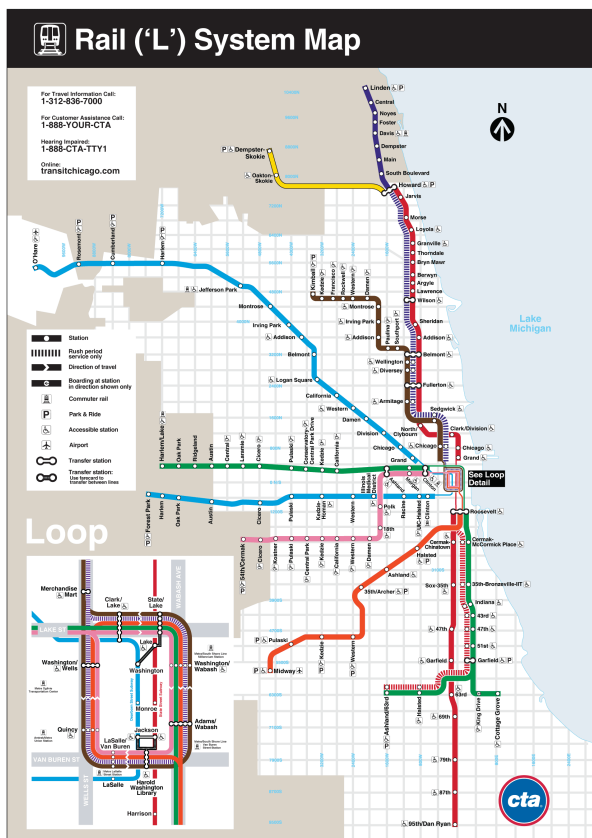 Rail (‘L’) System Map
For Travel Information Call:
1-312-836-7000
For Customer Assistance Call:
1-888-YOUR-CTA
Hearing Impaired:
1-888-CTA-TTY1
Online:
transitchicago.com
N
Lake
Michigan
Linden
Central
Noyes
Foster
Davis
Dempster
Main
South Boulevard
Howard
Dempster-
Skokie
Oakton-
Skokie
Jarvis
Morse
Loyola
Granville
Thorndale
Bryn Mawr
Berwyn
Argyle
Lawrence
Wilson
Sheridan
Addison
Belmont
Wellington
Diversey
Fullerton
Armitage
Sedgwick
North/
Clybourn
Clark/Division
Chicago
Chicago
Grand
See Loop
Detail
O'Hare
Rosemont
Cumberland
Harlem
Jefferson Park
Montrose
Irving Park
Addison
Belmont
Logan Square
California
Western
Damen
Division
Chicago
Grand
Kimball
Kedzie
Francisco
Rockwell
Western
Damen
Montrose
Irving Park
Addison
Paulina
Southport
Station
Rush period
service only
Direction of travel
Boarding at station
in direction shown only
Commuter rail
P
Park & Ride
Accessible station
Airport
Transfer station
Transfer station:
Use farecard to
transfer between lines
Harlem/Lake
Oak Park
Ridgeland
Austin
Central
Laramie
Cicero
Pulaski
Conservatory-
Central Park Drive
Kedzie
California
Ashland
Morgan
Clinton
Forest Park
Harlem
Oak Park
Austin
Cicero
Pulaski
Kedzie-
Homan
Western
Illinois
Medical
District
Racine
UIC-Halsted
Clinton
Polk
18th
54th/Cermak
Cicero
Kostner
Pulaski
Central Park
Kedzie
California
Western
Damen
Roosevelt
Cermak-
Chinatown
Cermak-
McCormick Place
Halsted
Ashland
35th/Archer
Western
Kedzie
Pulaski
Midway
Sox-35th
35th-Bronzeville-IIT
Indiana
43rd
47th
47th
51st
Garfield
Garfield
63rd
Ashland/63rd
Halsted
King Drive
Cottage Grove
69th
79th
87th
95th/Dan Ryan
cta
Loop
Merchandise
Mart
Clark/
Lake
State/
Lake
WABASH AVE
LAKE ST
Lake
Washington/
Wells
Washington
Washington/
Wabash
Monroe
Quincy
Jackson
Adams/
Wabash
LaSalle/
Van Buren
VAN BUREN ST
WELLS ST
LaSalle
Harold
Washington
Library
Harrison